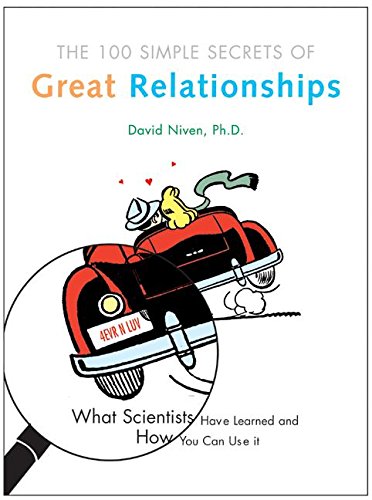 THE 100 SIMPLE SECRETS OF
Great Relationships
David Niven, Ph.D.
4EVR N LUV
What Scientists Have Learned and
How You Can Use it